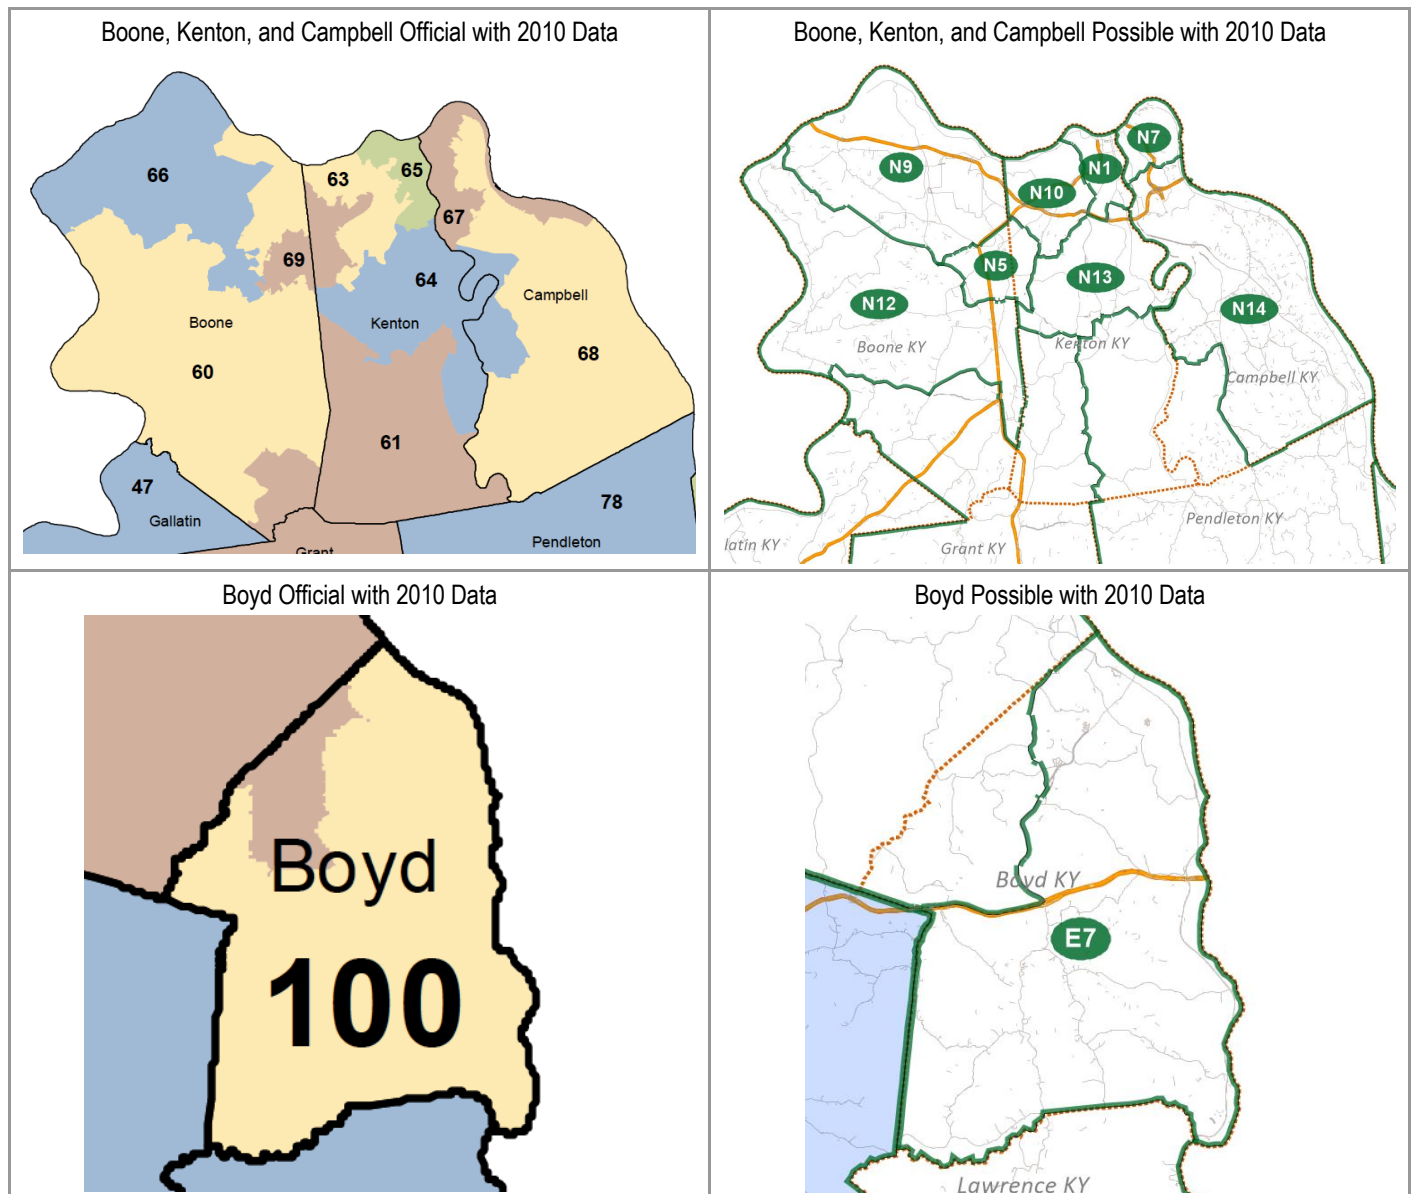 Boone, Kenton, and Campbell Official with 2010 Data
66
63
65
67
69
64
Campbell
Boone
Kenton
68
60
61
47
Gallatin
78
Grant
Pendleton
Boone, Kenton, and Campbell Possible with 2010 Data
N7
N9
N1
N10
N5
N13
N12
N14
Boone KY
Kenton KY
Campbell KY
Pendleton KY
latin KY
Grant KY
Boyd Official with 2010 Data
Boyd
100
Boyd Possible with 2010 Data
Boyd KY
E7
Lawrence KY